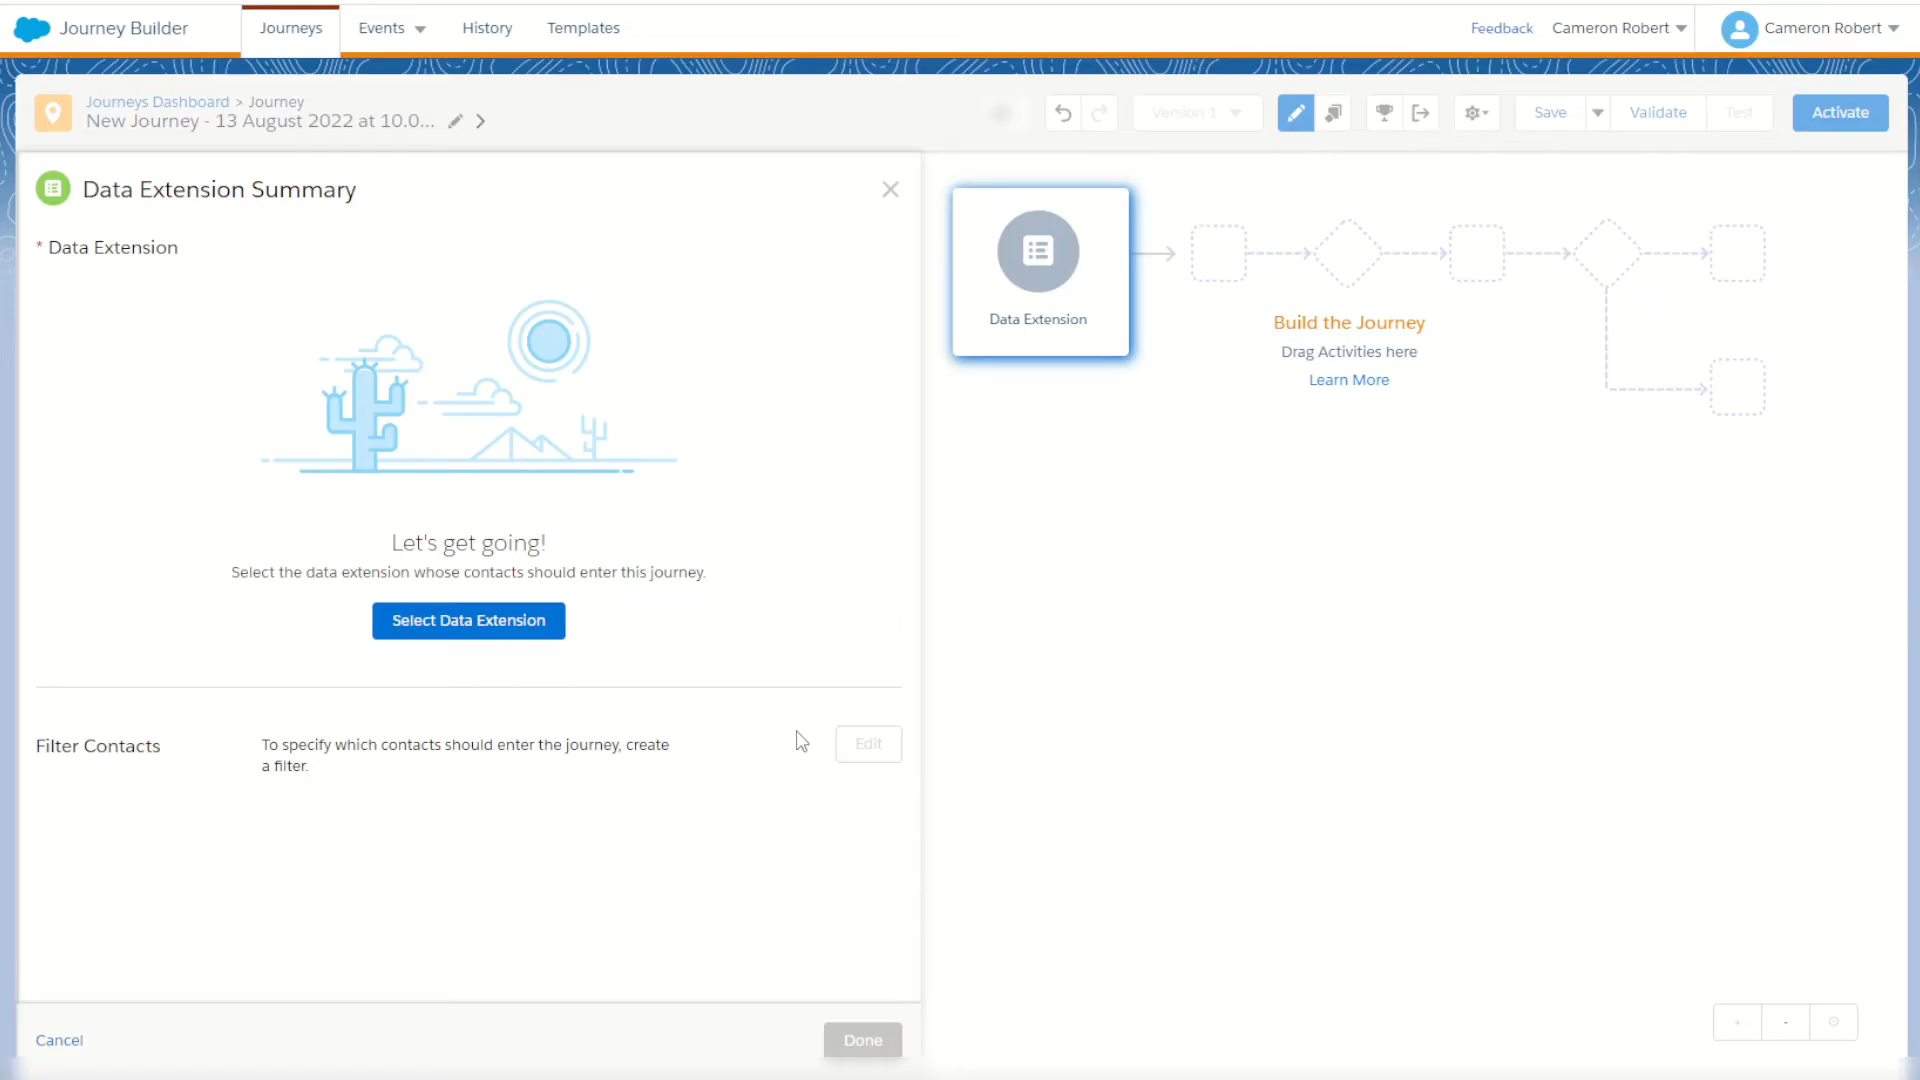 Journey Builder
Journeys
Events
History
Templates
Feedback
Cameron Robert
Cameron Robert
Journeys Dashboard > Journey
New Journey - 13 August 2022 at 10.0...
Version 1
Save
Validate
Test
Activate
Data Extension Summary
* Data Extension
Let's get going!
Select the data extension whose contacts should enter this journey.
Select Data Extension
Filter Contacts
To specify which contacts should enter the journey, create
a filter.
Edit
Cancel
Done
Data Extension
Build the Journey
Drag Activities here
Learn More